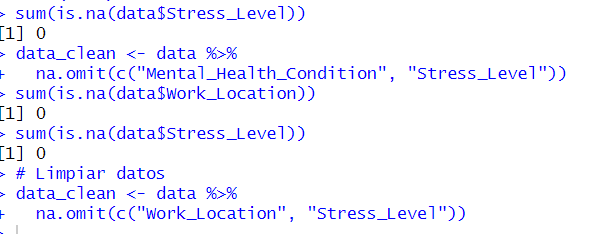 > sum(is.na(data$Stress_Level))
[1] 0
> data_clean <- data %>%
+   na.omit(c("Mental_Health_Condition", "Stress_Level"))
> sum(is.na(data$Work_Location))
[1] 0
> sum(is.na(data$Stress_Level))
[1] 0
> # Limpiar datos
> data_clean <- data %>%
+   na.omit(c("Work_Location", "Stress_Level"))
>